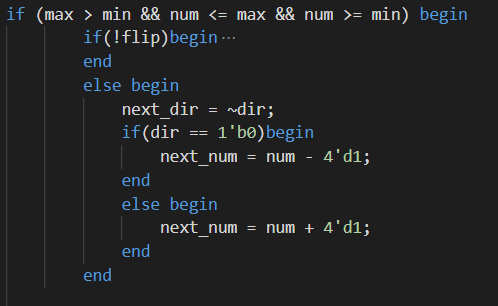 if (max > min && num <= max && num >= min) begin
if(!flip)begin ···
end
else begin
next_dir = ~dir;
if(dir == 1'b0)begin
next_num = num - 4'd1;
end
else begin
next_num = num + 4'd1;
end
end